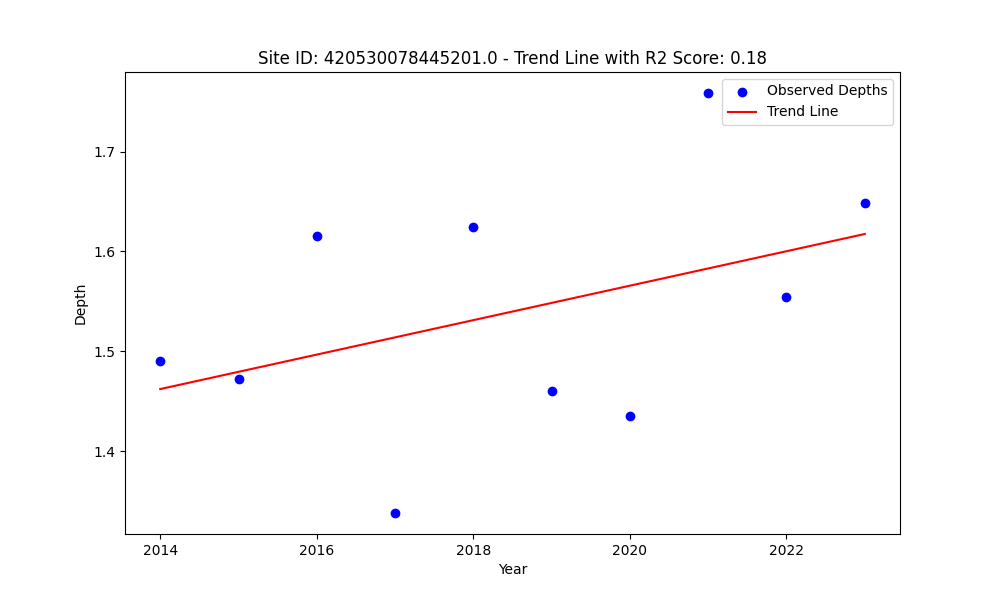 Site ID: 420530078445201.0 - Trend Line with R2 Score: 0.18
Observed Depths
Trend Line
Depth
1.7
1.6
1.5
1.4
2014
2016
2018
2020
2022
Year